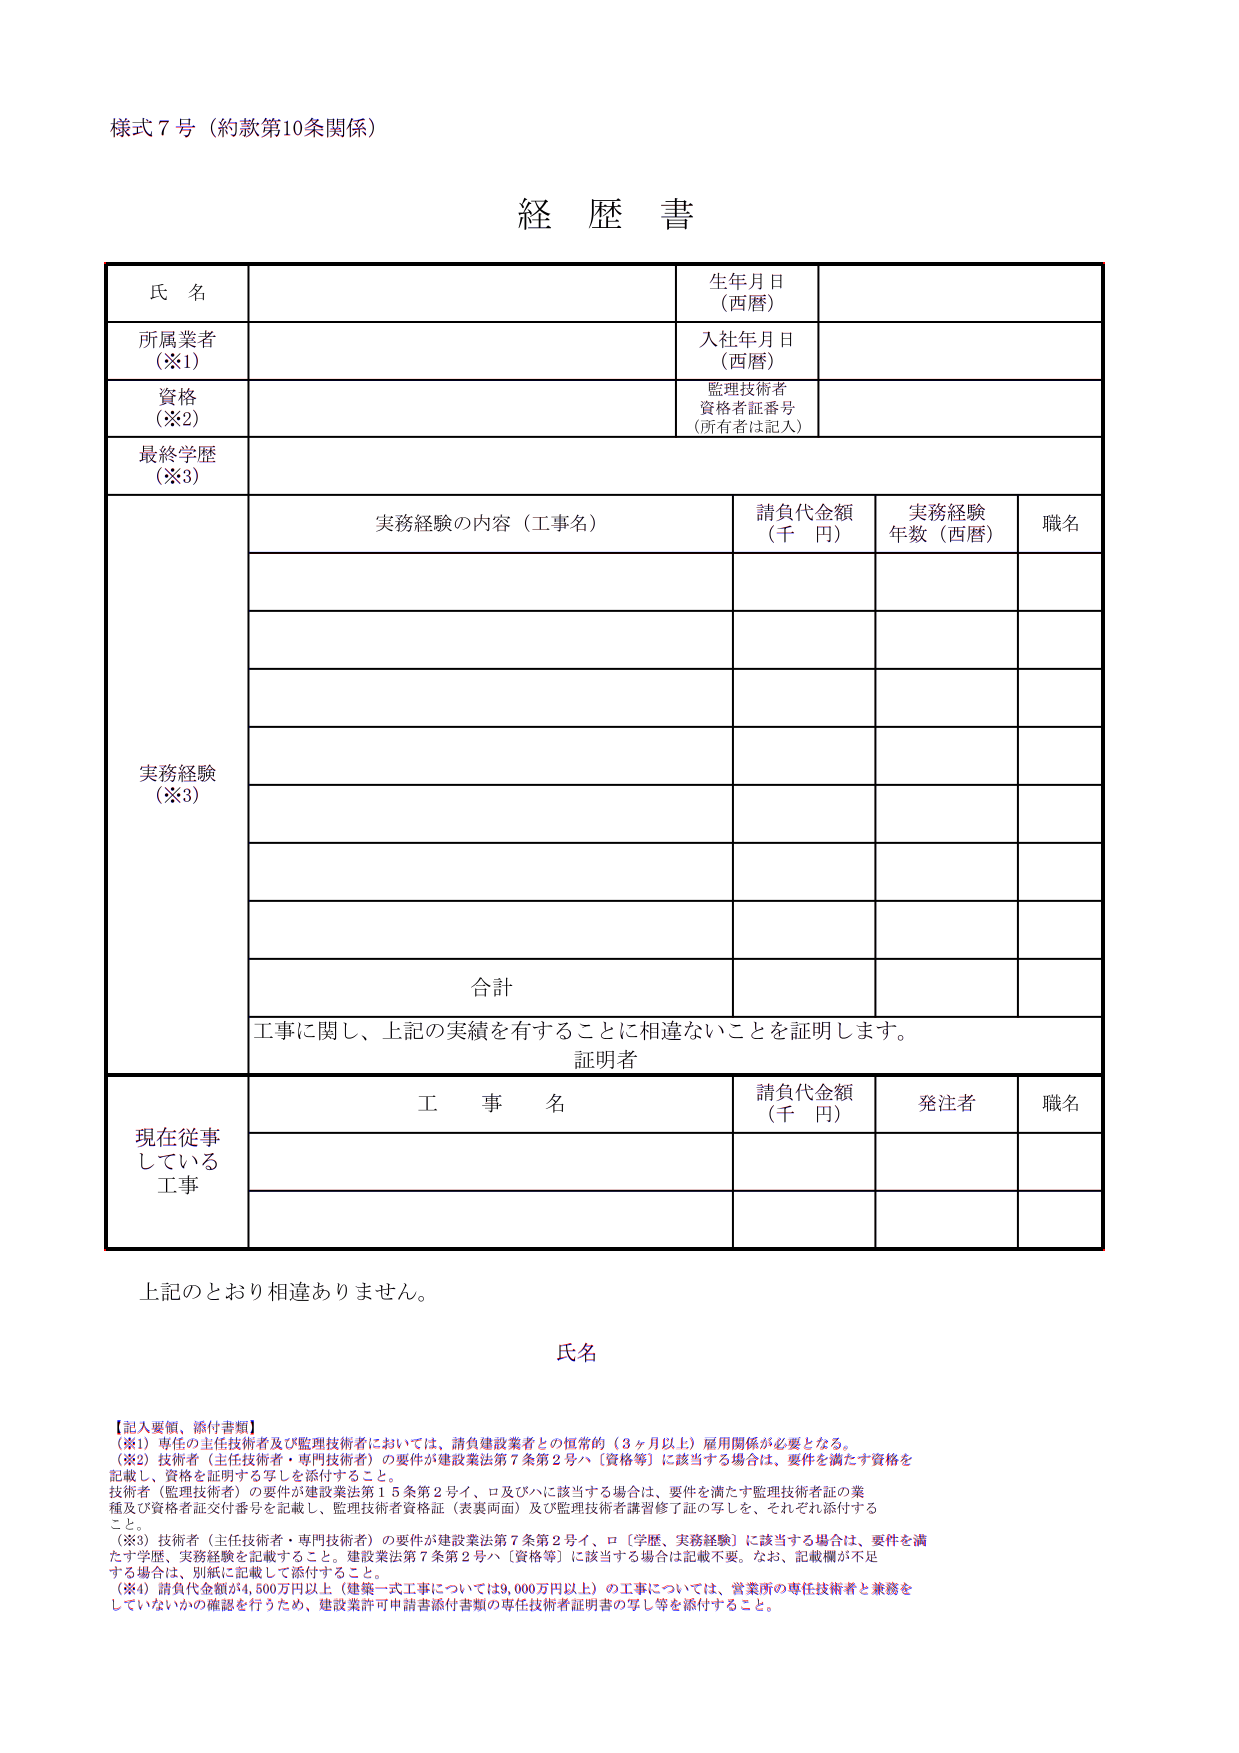 様式７号（約款第10条関係）
経　歴　書
氏　名
生年月日
（西暦）
所属業者
（※1）
入社年月日
（西暦）
資格
（※2）
監理技術者
資格者証番号
（所有者は記入）
最終学歴
（※3）
実務経験
（※3）
実務経験の内容（工事名）
請負代金額
（千　円）
実務経験
年数（西暦）
職名
合計
工事に関し、上記の実績を有することに相違ないことを証明します。
証明者
現在従事
している
工事
工　事　名
請負代金額
（千　円）
発注者
職名
上記のとおり相違ありません。
氏名
【記入要領、添付書類】
（※1）専任の主任技術者及び監理技術者においては、請負建設業者との恒常的（３ヶ月以上）雇用関係が必要となる。
（※2）技術者（主任技術者・専門技術者）の要件が建設業法第７条第２号ハ〔資格等〕に該当する場合は、要件を満たす資格を
記載し、資格を証明する写しを添付すること。
技術者（監理技術者）の要件が建設業法第１５条第２号イ、ロ及びハに該当する場合は、要件を満たす監理技術者証の業
種及び資格者証交付番号を記載し、監理技術者資格証（表裏両面）及び監理技術者講習修了証の写しを、それぞれ添付する
こと。
（※3）技術者（主任技術者・専門技術者）の要件が建設業法第７条第２号イ、ロ〔学歴、実務経験〕に該当する場合は、要件を満
たす学歴、実務経験を記載すること。建設業法第７条第２号ハ〔資格等〕に該当する場合は記載不要。なお、記載欄が不足
する場合は、別紙に記載して添付すること。
（※4）請負代金額が4,500万円以上（建築一式工事については9,000万円以上）の工事については、営業所の専任技術者と兼務を
していないかの確認を行うため、建設業許可申請書添付書類の専任技術者証明書の写し等を添付すること。